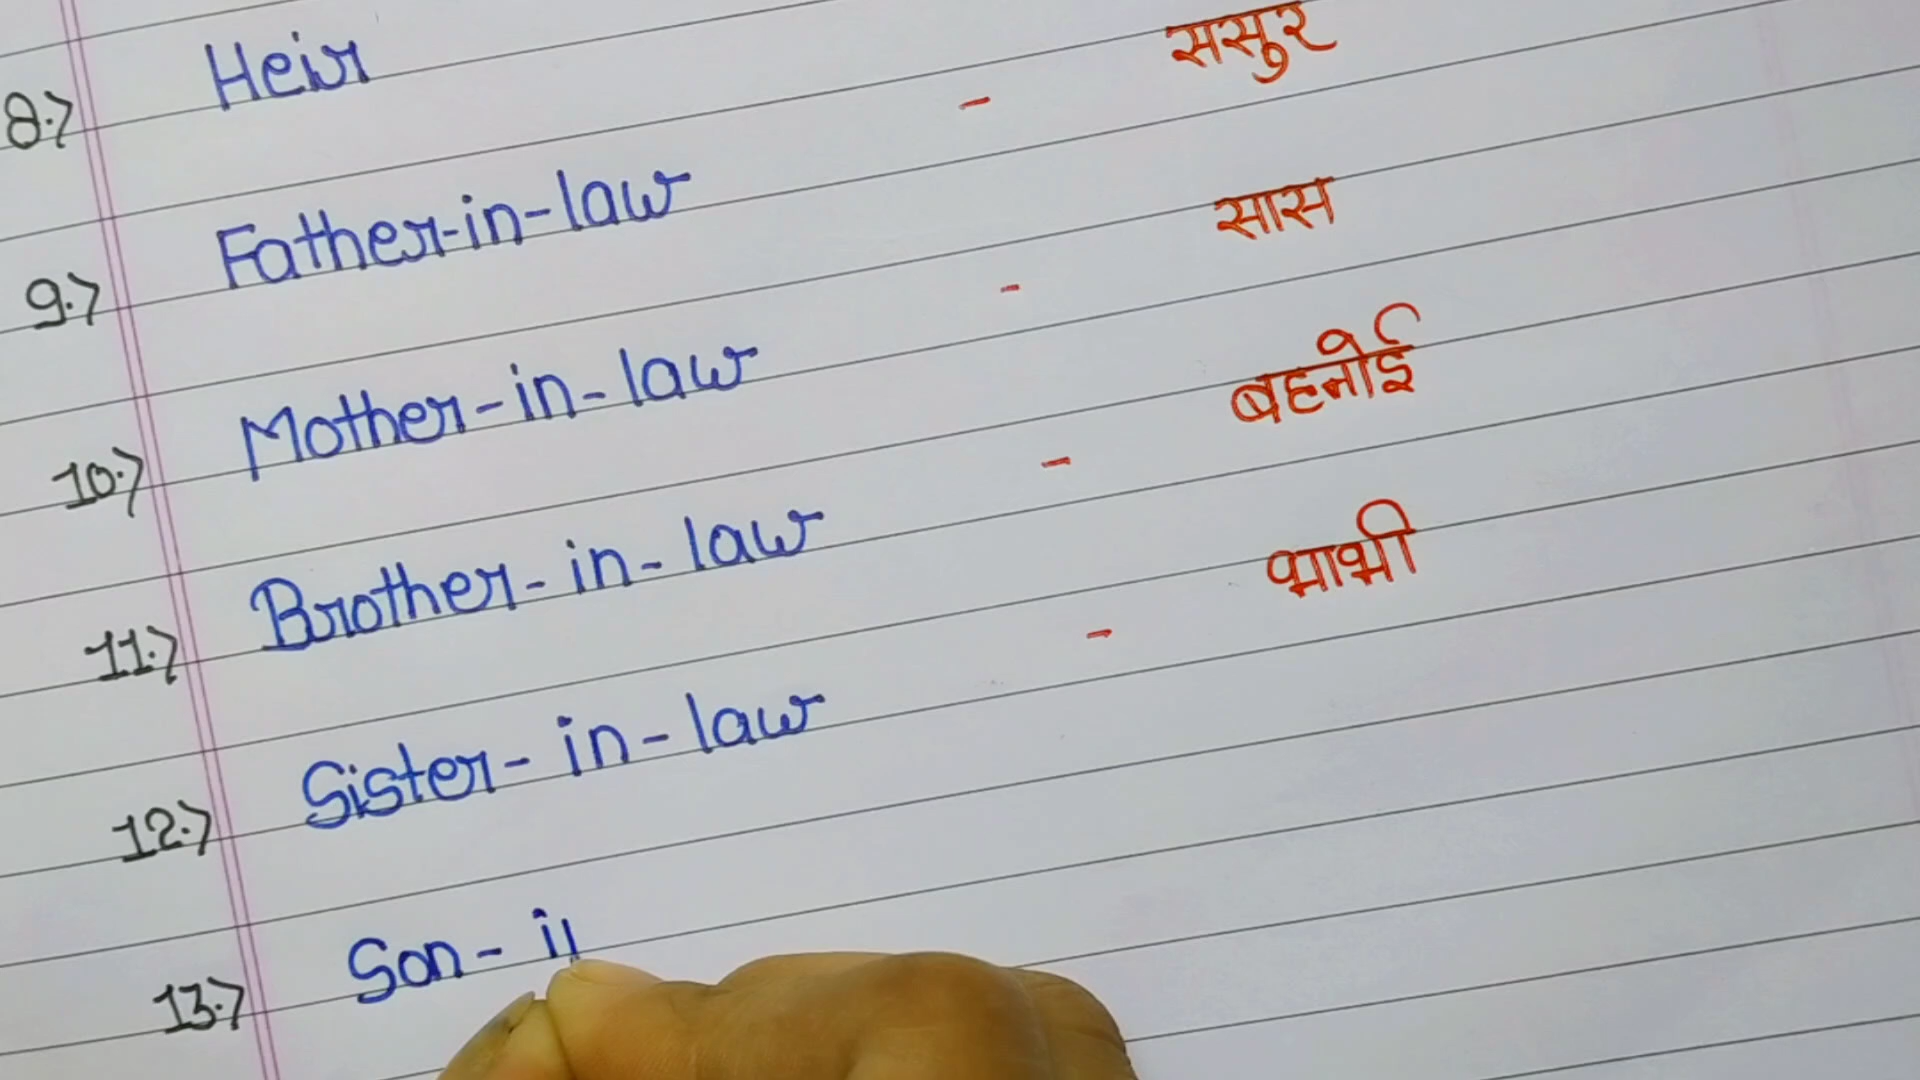 8.> Heir
9.> Father-in-law - ससुर
10.> Mother-in-law - सास
11.> Brother-in-law - बहनोई
12.> Sister-in-law - भाभी
13.> Son-